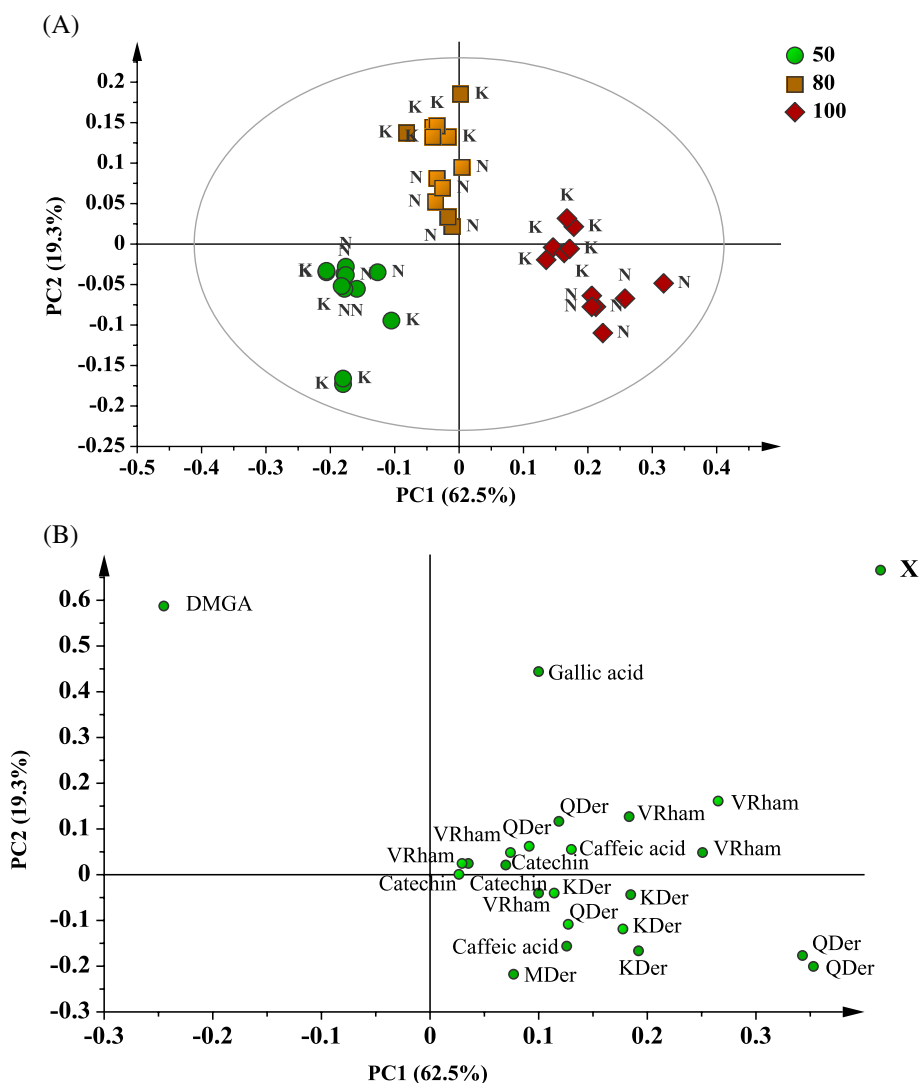 (A)
50
80
100
0.2
0.15
0.1
0.05
0
-0.05
-0.1
-0.15
-0.2
-0.25
PC2 (19.3%)
K
K
K
K
K
K
N
N
N
N
N
N
K
K
K
K
K
K
N
N
N
N
N
N
N
K
N
N
K
NN
K
K
K
-0.5
-0.4
-0.3
-0.2
-0.1
0
0.1
0.2
0.3
0.4
PC1 (62.5%)
(B)
X
0.6
0.5
0.4
0.3
0.2
0.1
0
-0.1
-0.2
-0.3
PC2 (19.3%)
DMGA
Gallic acid
QDer
VRham
VRham
VRham
QDer
Caffeic acid
VRham
VRham
Catechin
Catechin
Catechin
KDer
VRham
KDer
QDer
KDer
Caffeic acid
KDer
QDer
MDer
QDer
-0.3
-0.2
-0.1
0
0.1
0.2
0.3
PC1 (62.5%)